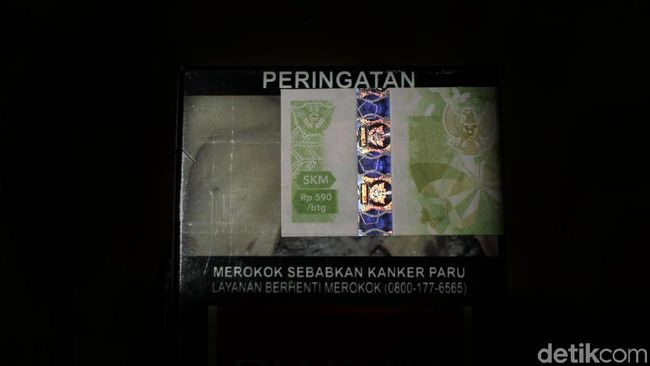 PERINGATAN
SKM
Rp 590
/btg
MEROKOK SEBABKAN KANKER PARU
LAYANAN BERHENTI MEROKOK (0800-177-6565)
detikcom